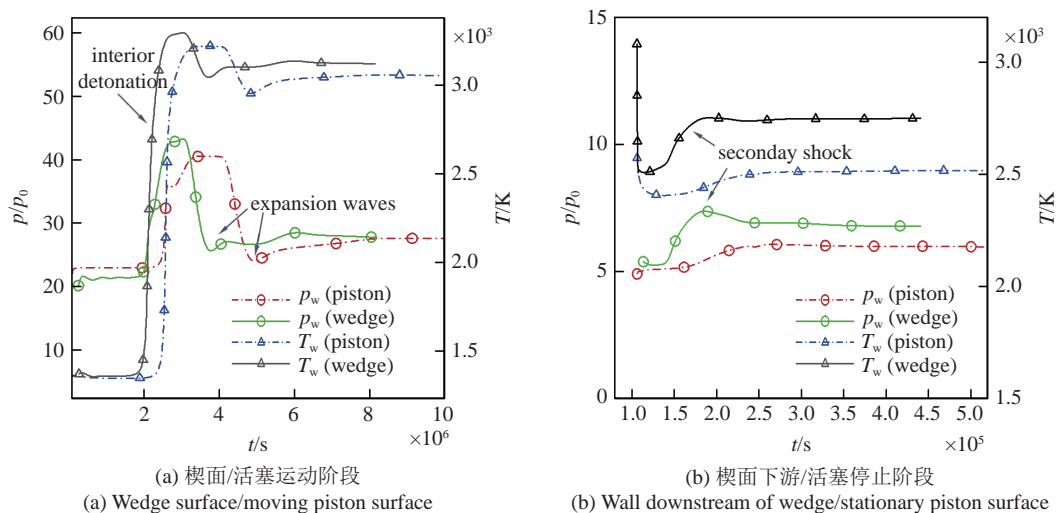 60
50
40
30
20
10
p/p₀
×10³
3.0
2.5
2.0
1.4
T/K
interior
detonation
expansion waves
p_w (piston)
p_w (wedge)
T_w (piston)
T_w (wedge)
0 2 4 6 8 10
t/s
×10⁶
(a) 楔面/活塞运动阶段
(a) Wedge surface/moving piston surface
15
10
5
0
p/p₀
×10³
3.0
2.5
2.0
1.5
T/K
seconday shock
p_w (piston)
p_w (wedge)
T_w (piston)
T_w (wedge)
1.0 1.5 2.0 2.5 3.0 3.5 4.0 4.5 5.0
t/s
×10⁵
(b) 楔面下游/活塞停止阶段
(b) Wall downstream of wedge/stationary piston surface